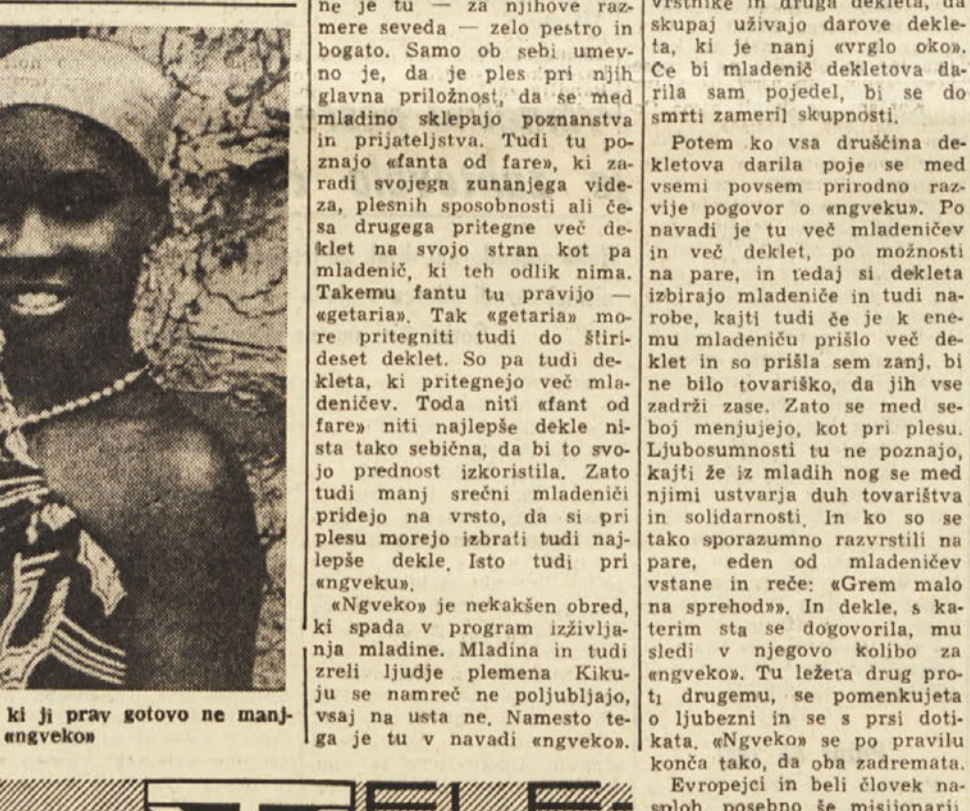 ne je tu — za njihove raz-
mere seveda — zelo pestro in
bogato. Samo ob sebi umev-
no je, da je ples pri njih
glavna priložnost, da se med
mladino sklepajo poznanstva
in prijateljstva. Tudi tu po-
znajo «fanta od fare», ki za-
radi svojega zunanjega vide-
za, plesnih sposobnosti ali če-
sa drugega pritegne več de-
klet na svojo stran kot pa
mladenič, ki teh odlik nima.
Takemu fantu tu pravijo —
«getaria». Tak «getaria» mo-
re pritegniti tudi do štiri-
deset deklet. So pa tudi de-
kleta, ki pritegnejo več mla-
deničev. Toda niti «fant od
fare» niti najlepše dekle ni-
sta tako sebična, da bi to svo-
jo prednost izkoristila. Zato
tudi manj srečni mladeniči
pridejo na vrsto, da si pri
plesu morejo izbrati tudi naj-
lepše dekle. Isto tudi pri
«ngveku».
«Ngveko» je nekakšen obred,
ki spada v program izživlja-
nja mladine. Mladina in tudi
zreli ljudje plemena Kiku-
ju se namreč ne poljubljajo,
vsaj na usta ne. Namesto te-
ga je tu v navadi «ngveko».
vrstnike in druga dekleta, da
skupaj uživajo darove dekle-
ta, ki je nanj «vrglo oko».
Če bi mladenič dekletova da-
rila sam pojedel, bi se do
smrti zameril skupnosti.
Potem ko vsa druščina de-
kletova darila poje se med
vsemi povsem prirodno raz-
vije pogovor o «ngveku». Po
navadi je tu več mladeničev
in več deklet, po možnosti
na pare, in tedaj si dekleta
izbirajo mladeniče in tudi na-
robe, kajti tudi če je k ene-
mu mladeniču prišlo več de-
klet in so prišla sem zanj, bi
ne bilo tovariško, da jih vse
zadrži zase. Zato se med se-
boj menjujejo, kot pri plesu.
Ljubosumnosti tu ne poznajo,
kajti že iz mladih nog se med
njimi ustvarja duh tovarištva
in solidarnosti. In ko so se
tako sporazumno razvrstili na
pare, eden od mladeničev
vstane in reče: «Grem malo
na sprehod»». In dekle, s ka-
terim sta se dogovorila, mu
sledi v njegovo kolibo za
«ngveko». Tu ležeta drug pro-
ti drugemu, se pomenkujeta
o ljubezni in se s prsi doti-
kata. «Ngveko» se po pravilu
konča tako, da oba zadremata.
Evropejci in beli človek na-
sploh, posebno še misijonarji,
ki ji prav gotovo ne manj-
«ngveko»